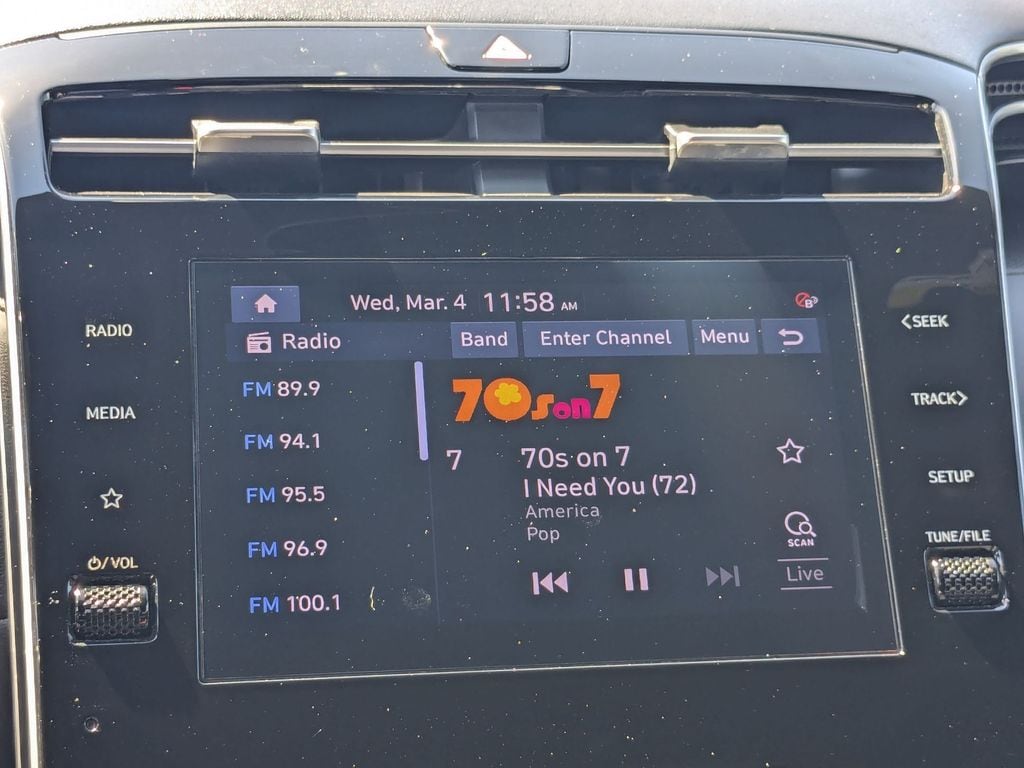 Wed, Mar. 4 11:58 AM
Radio Band Enter Channel Menu
FM 89.9
FM 94.1
FM 95.5
FM 96.9
FM 100.1
70s on 7
7
70s on 7
I Need You (72)
America
Pop
SCAN
Live
RADIO
MEDIA
VOL
<SEEK
TRACK>
SETUP
TUNE/FILE